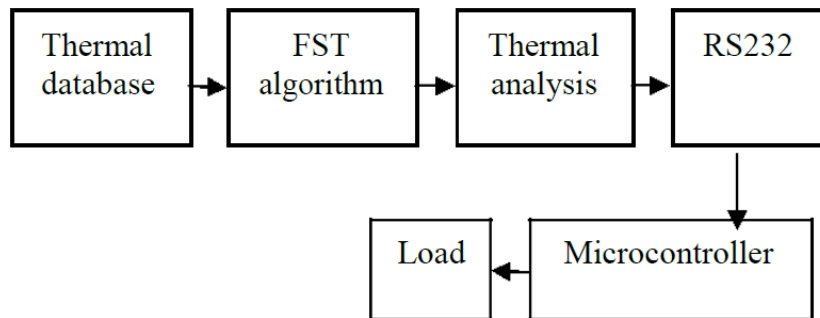 Thermal
database
FST
algorithm
Thermal
analysis
RS232
Load
Microcontroller